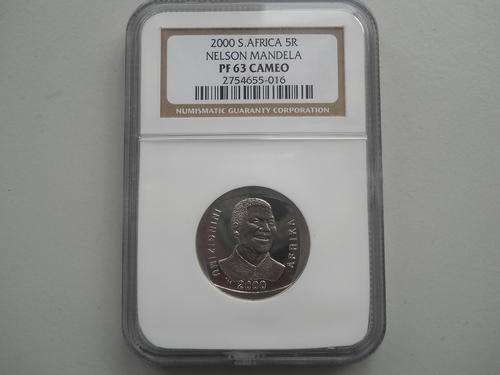 2000 S.AFRICA 5R
NELSON MANDELA
PF 63 CAMEO
2754655-016
NUMISMATIC GUARANTY CORPORATION
2000